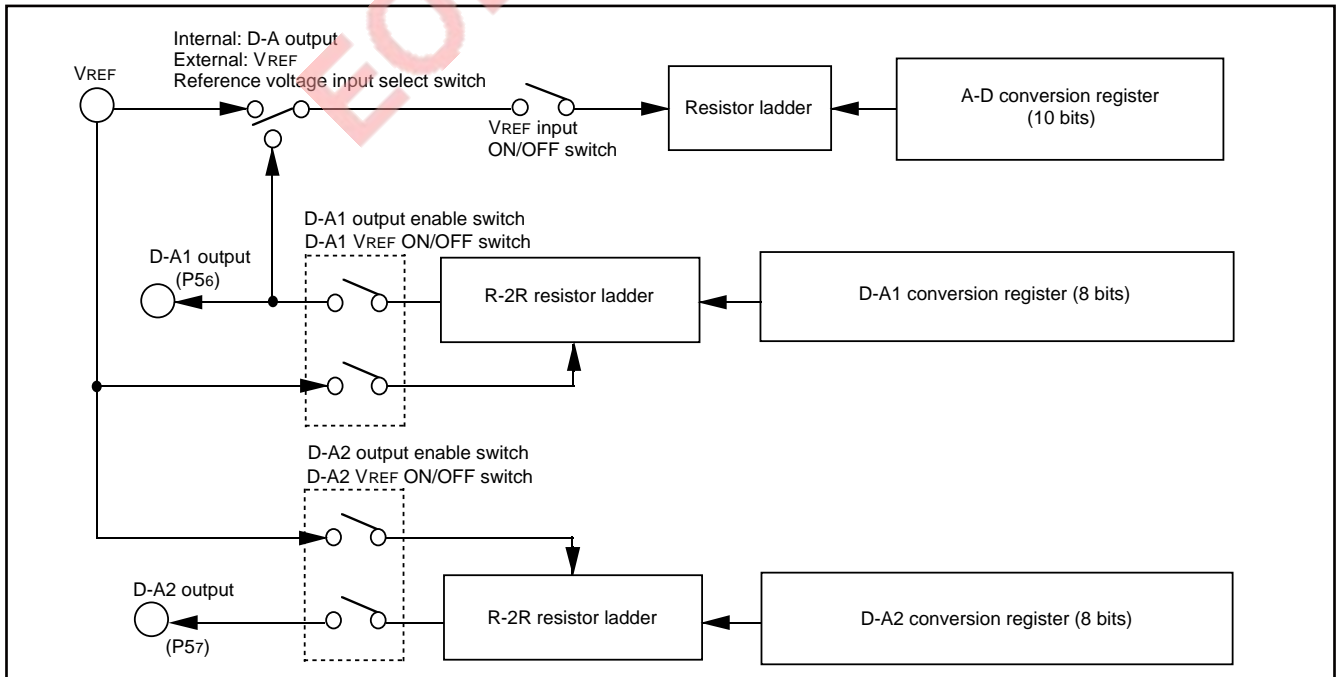 Internal: D-A output
External: VREF
Reference voltage input select switch
VREF
VREF input
ON/OFF switch
Resistor ladder
A-D conversion register
(10 bits)
D-A1 output enable switch
D-A1 VREF ON/OFF switch
D-A1 output
(P56)
R-2R resistor ladder
D-A1 conversion register (8 bits)
D-A2 output enable switch
D-A2 VREF ON/OFF switch
D-A2 output
(P57)
R-2R resistor ladder
D-A2 conversion register (8 bits)